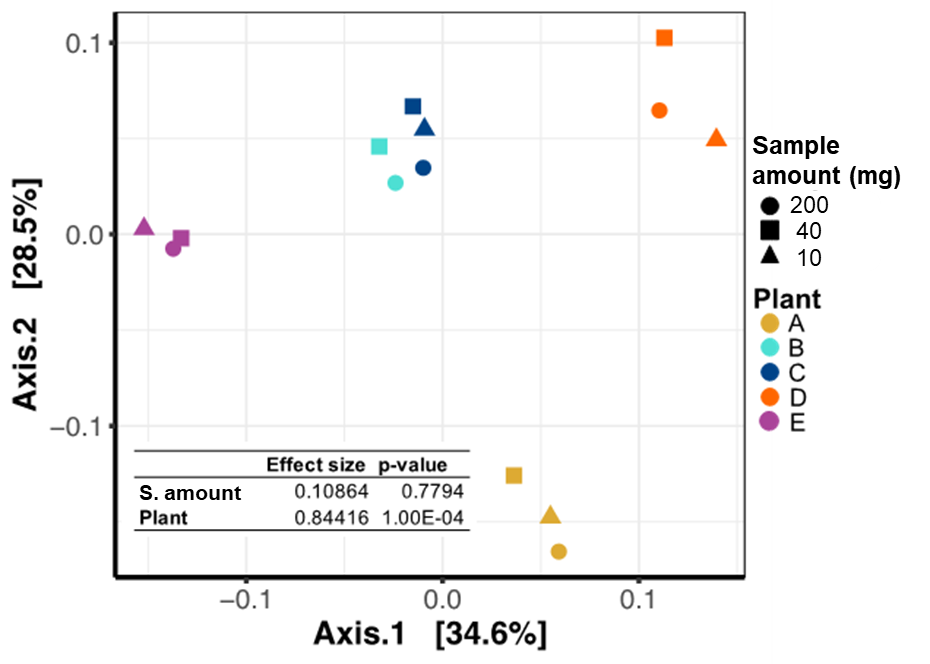 0.1
0.0
−0.1
Axis.2 [28.5%]
−0.1 0.0 0.1
Axis.1 [34.6%]
Effect size p-value
S. amount 0.10864 0.7794
Plant 0.84416 1.00E-04
Sample
amount (mg)
200
40
10
Plant
A
B
C
D
E